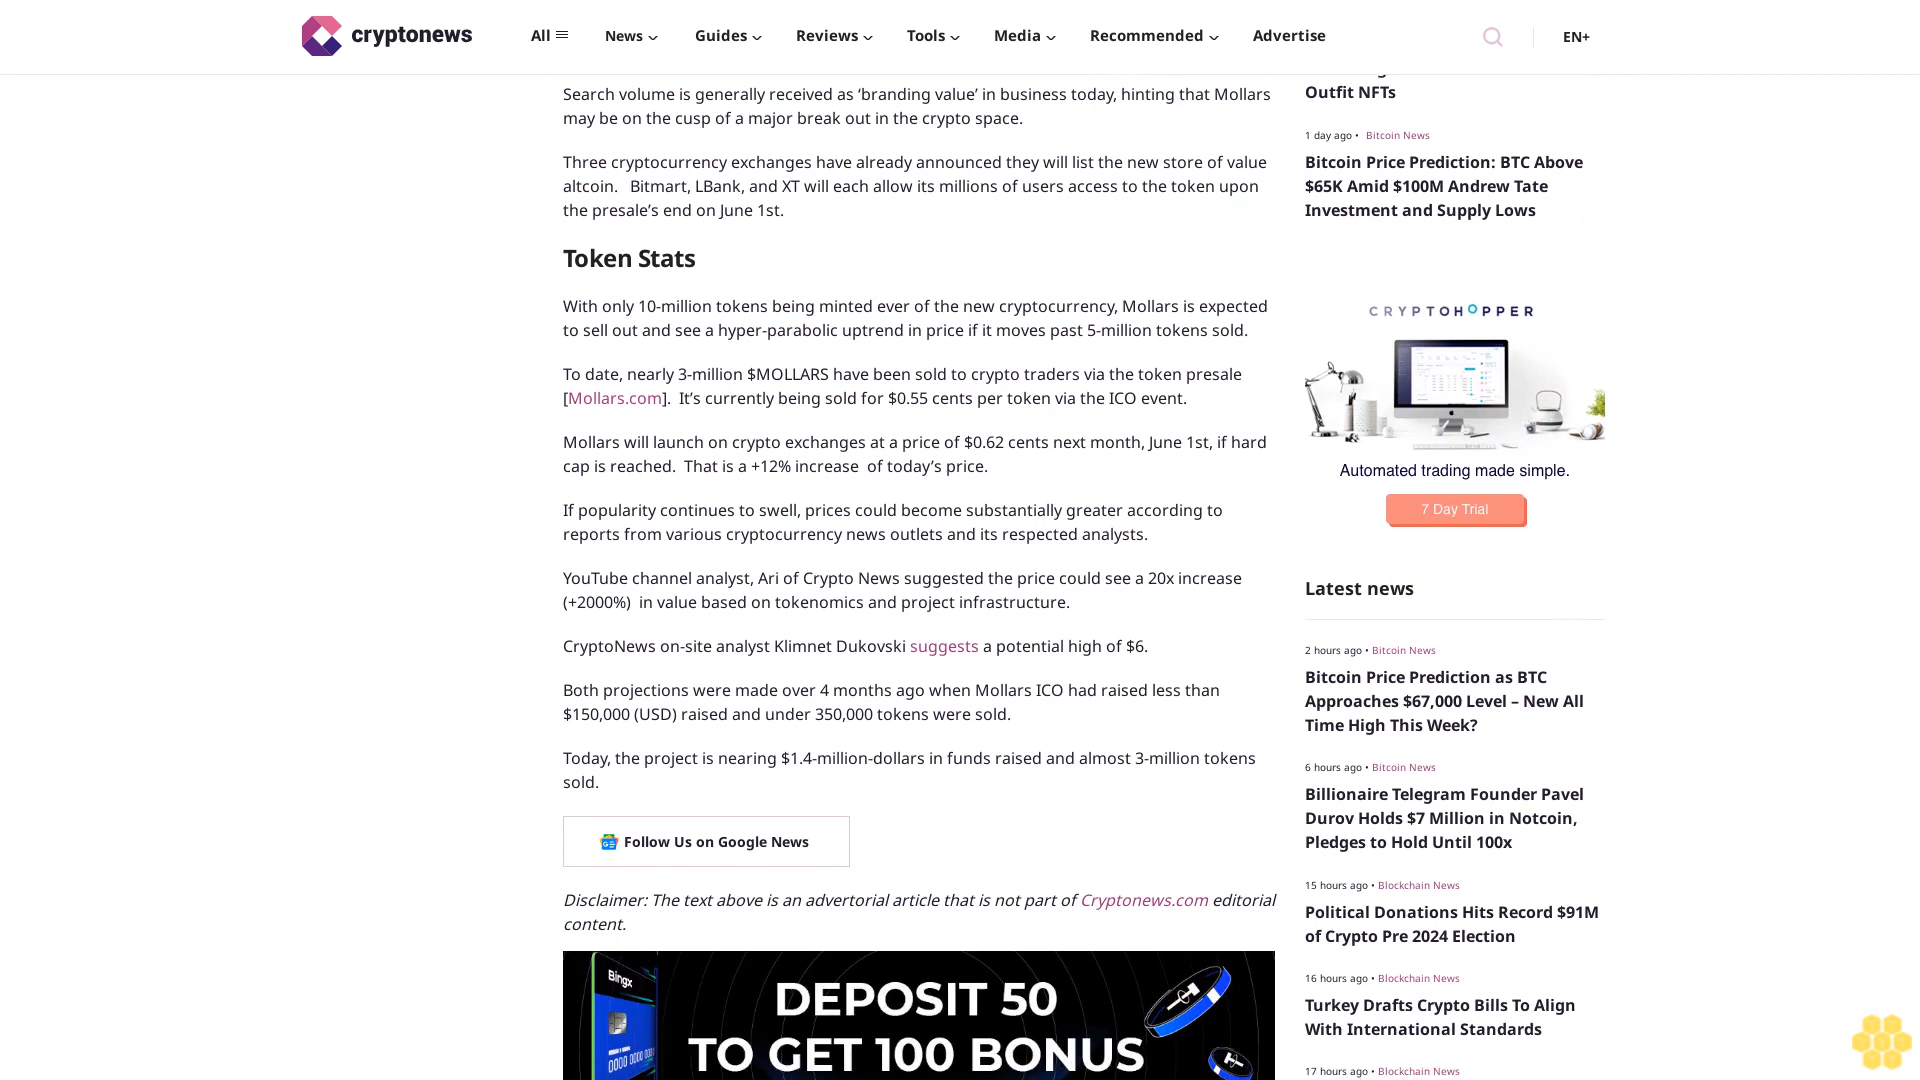 cryptonews
All
News
Guides
Reviews
Tools
Media
Recommended
Advertise
EN+
Search volume is generally received as ‘branding value’ in business today, hinting that Mollars
may be on the cusp of a major break out in the crypto space.
Three cryptocurrency exchanges have already announced they will list the new store of value
altcoin.   Bitmart, LBank, and XT will each allow its millions of users access to the token upon
the presale’s end on June 1st.
Token Stats
With only 10-million tokens being minted ever of the new cryptocurrency, Mollars is expected
to sell out and see a hyper-parabolic uptrend in price if it moves past 5-million tokens sold.
To date, nearly 3-million $MOLLARS have been sold to crypto traders via the token presale
[Mollars.com].  It’s currently being sold for $0.55 cents per token via the ICO event.
Mollars will launch on crypto exchanges at a price of $0.62 cents next month, June 1st, if hard
cap is reached.  That is a +12% increase  of today’s price.
If popularity continues to swell, prices could become substantially greater according to
reports from various cryptocurrency news outlets and its respected analysts.
YouTube channel analyst, Ari of Crypto News suggested the price could see a 20x increase
(+2000%)  in value based on tokenomics and project infrastructure.
CryptoNews on-site analyst Klimnet Dukovski suggests a potential high of $6.
Both projections were made over 4 months ago when Mollars ICO had raised less than
$150,000 (USD) raised and under 350,000 tokens were sold.
Today, the project is nearing $1.4-million-dollars in funds raised and almost 3-million tokens
sold.
Follow Us on Google News
Disclaimer: The text above is an advertorial article that is not part of Cryptonews.com editorial
content.
Bingx
DEPOSIT 50
TO GET 100 BONUS
Outfit NFTs
1 day ago • Bitcoin News
Bitcoin Price Prediction: BTC Above
$65K Amid $100M Andrew Tate
Investment and Supply Lows
CRYPTOHOPPER
Automated trading made simple.
7 Day Trial
Latest news
2 hours ago • Bitcoin News
Bitcoin Price Prediction as BTC
Approaches $67,000 Level – New All
Time High This Week?
6 hours ago • Bitcoin News
Billionaire Telegram Founder Pavel
Durov Holds $7 Million in Notcoin,
Pledges to Hold Until 100x
15 hours ago • Blockchain News
Political Donations Hits Record $91M
of Crypto Pre 2024 Election
16 hours ago • Blockchain News
Turkey Drafts Crypto Bills To Align
With International Standards
17 hours ago • Blockchain News